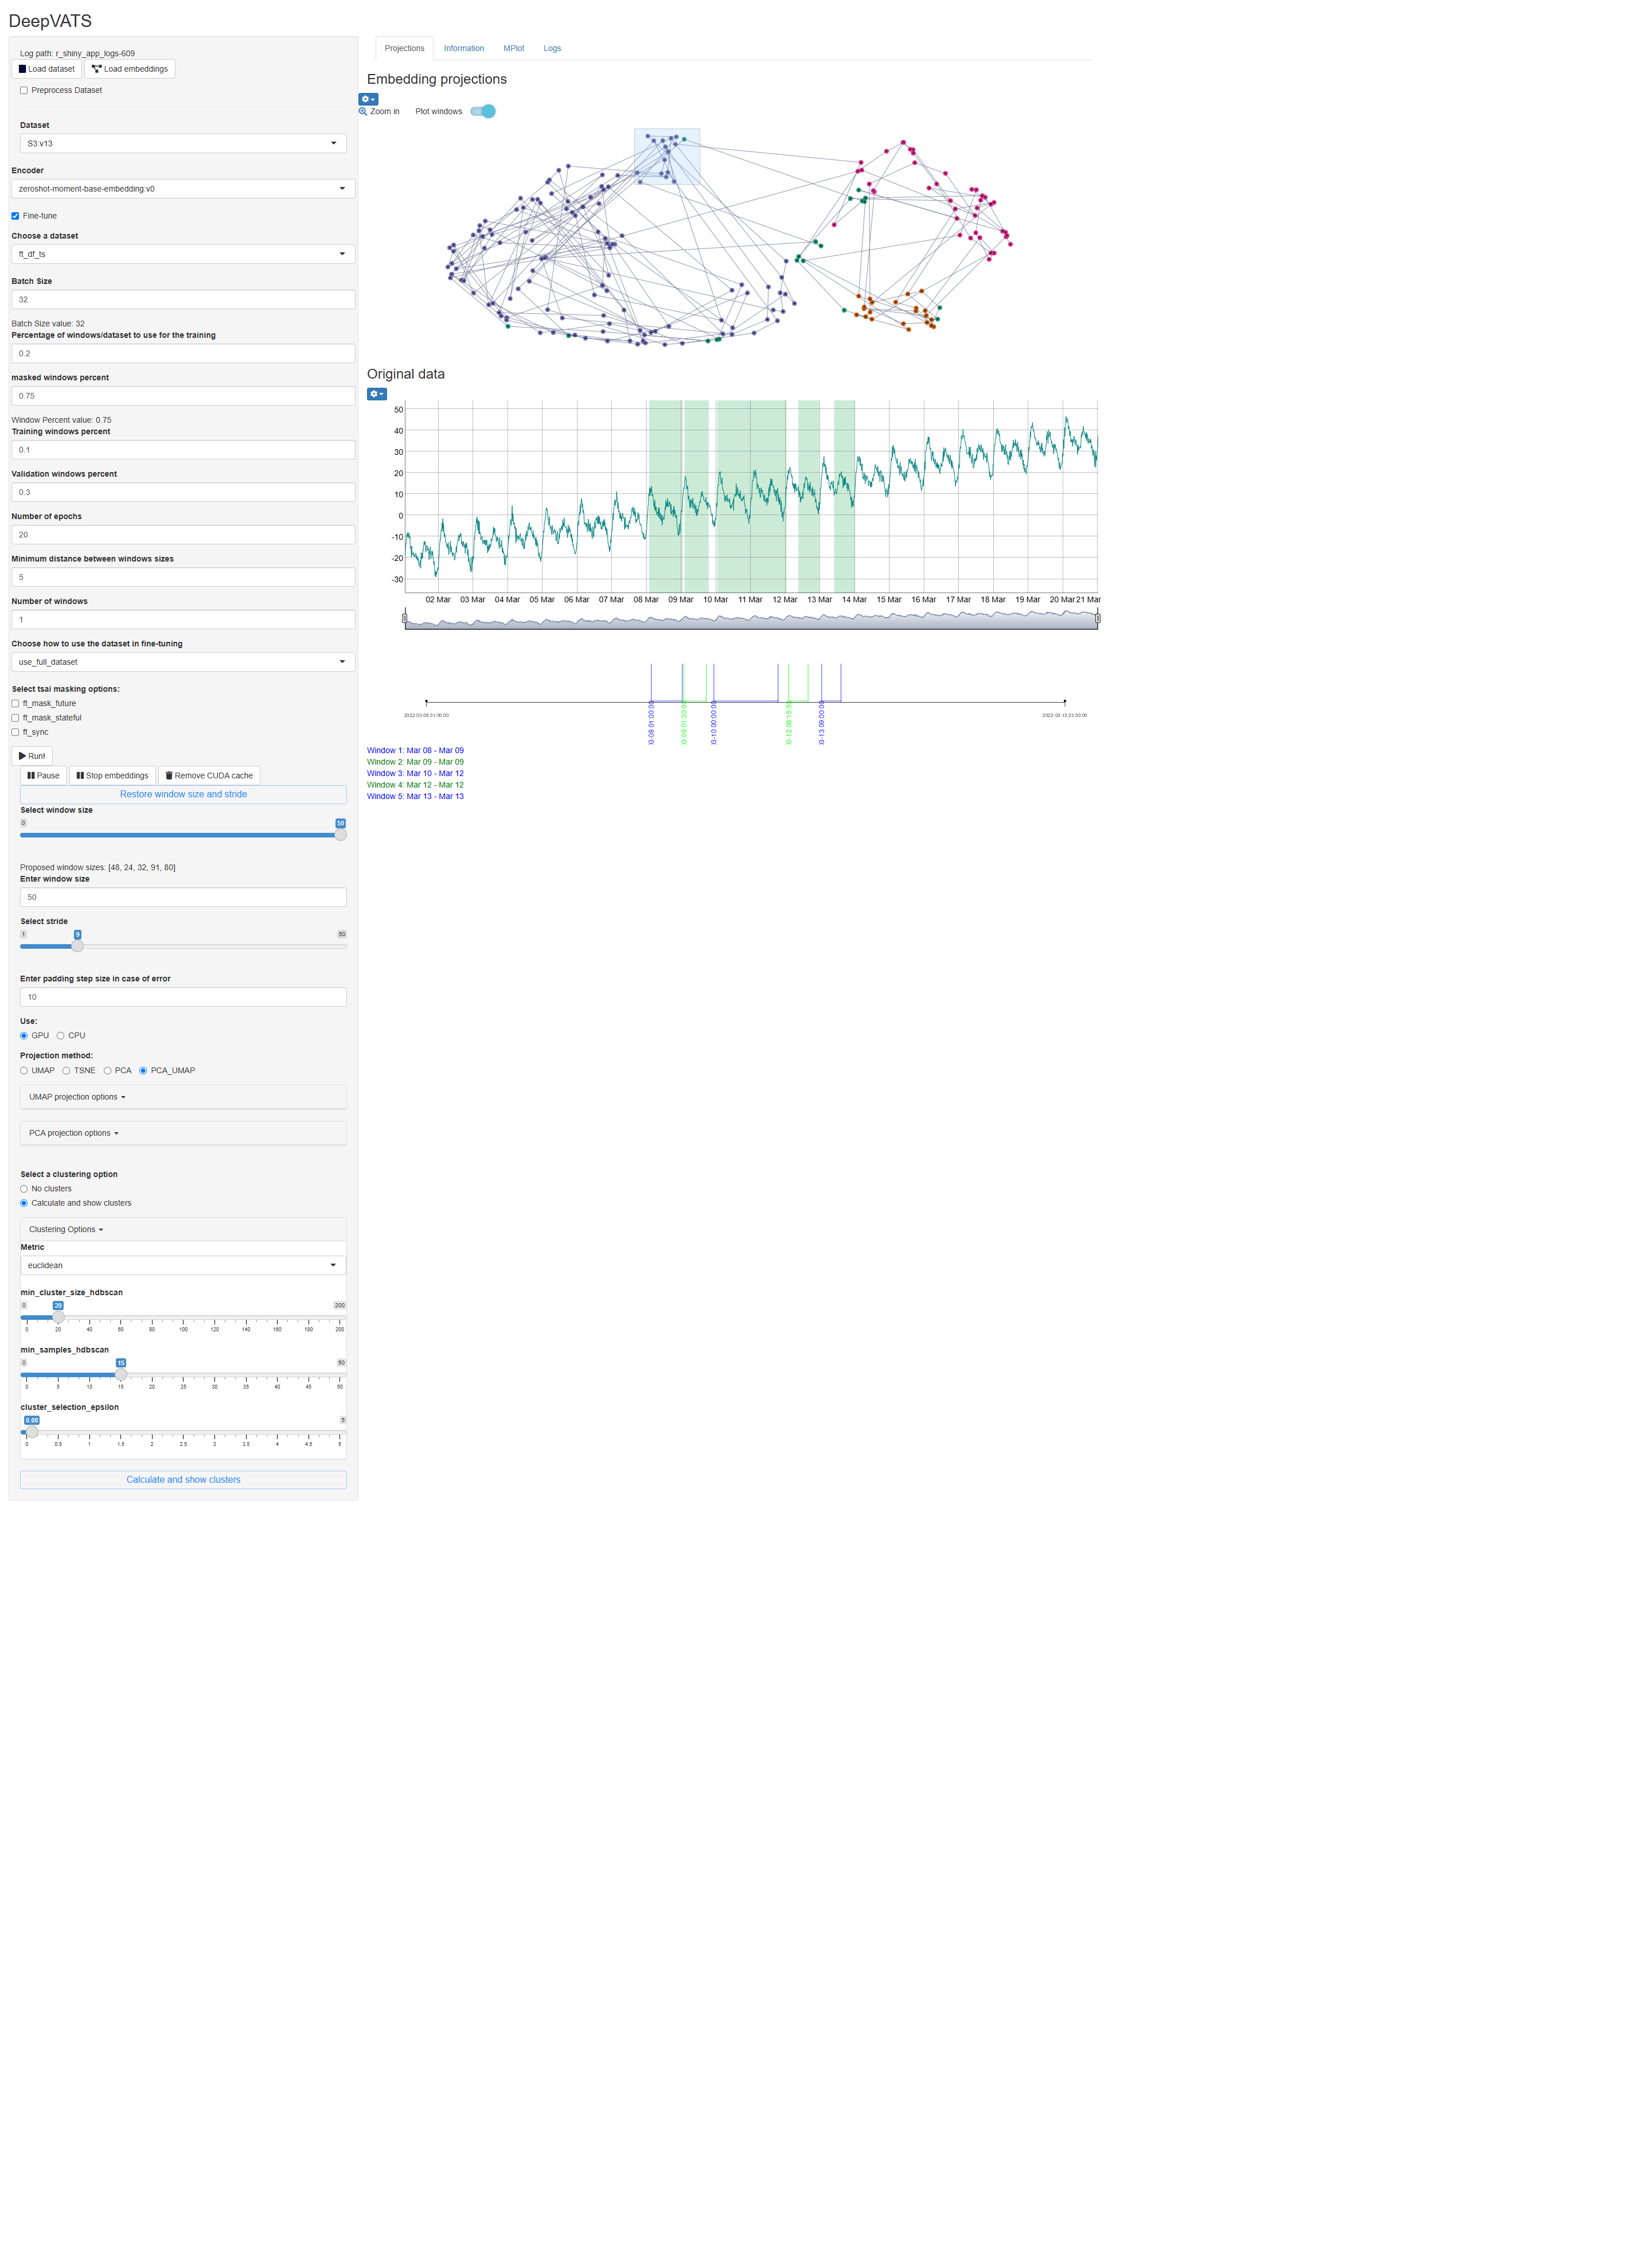 DeepVATS
Log path: r_shiny_app_logs-609
Load dataset
Load embeddings
Preprocess Dataset
Dataset
S3:v13
Encoder
zeroshot-moment-base-embedding:v0
Fine-tune
Choose a dataset
ft_df_ts
Batch Size
32
Batch Size value: 32
Percentage of windows/dataset to use for the training
0.2
masked windows percent
0.75
Window Percent value: 0.75
Training windows percent
0.1
Validation windows percent
0.3
Number of epochs
20
Minimum distance between windows sizes
5
Number of windows
1
Choose how to use the dataset in fine-tuning
use_full_dataset
Select tsai masking options:
ft_mask_future
ft_mask_stateful
ft_sync
Run!
Pause
Stop embeddings
Remove CUDA cache
Restore window size and stride
Select window size
0 50
Proposed window sizes: [48, 24, 32, 91, 80]
Enter window size
50
Select stride
1 9 50
Enter padding step size in case of error
10
Use:
GPU CPU
Projection method:
UMAP TSNE PCA PCA_UMAP
UMAP projection options
PCA projection options
Select a clustering option
No clusters
Calculate and show clusters
Clustering Options
Metric
euclidean
min_cluster_size_hdbscan
0 20 200
0 20 40 60 80 100 120 140 160 180 200
min_samples_hdbscan
0 15 50
0 5 10 15 20 25 30 35 40 45 50
cluster_selection_epsilon
0.08 5
0 0.5 1 1.5 2 2.5 3 3.5 4 4.5 5
Calculate and show clusters
Projections Information MPlot Logs
Embedding projections
Zoom in Plot windows
Original data
50
40
30
20
10
0
-10
-20
-30
02 Mar 03 Mar 04 Mar 05 Mar 06 Mar 07 Mar 08 Mar 09 Mar 10 Mar 11 Mar 12 Mar 13 Mar 14 Mar 15 Mar 16 Mar 17 Mar 18 Mar 19 Mar 20 Mar 21 Mar
2022-03-08 01:00:00
3-08 01:00:00
3-09 01:30:00
3-10 00:00:00
3-12 08:15:00
3-13 09:00:00
2022-03-13 23:30:00
Window 1: Mar 08 - Mar 09
Window 2: Mar 09 - Mar 09
Window 3: Mar 10 - Mar 12
Window 4: Mar 12 - Mar 12
Window 5: Mar 13 - Mar 13